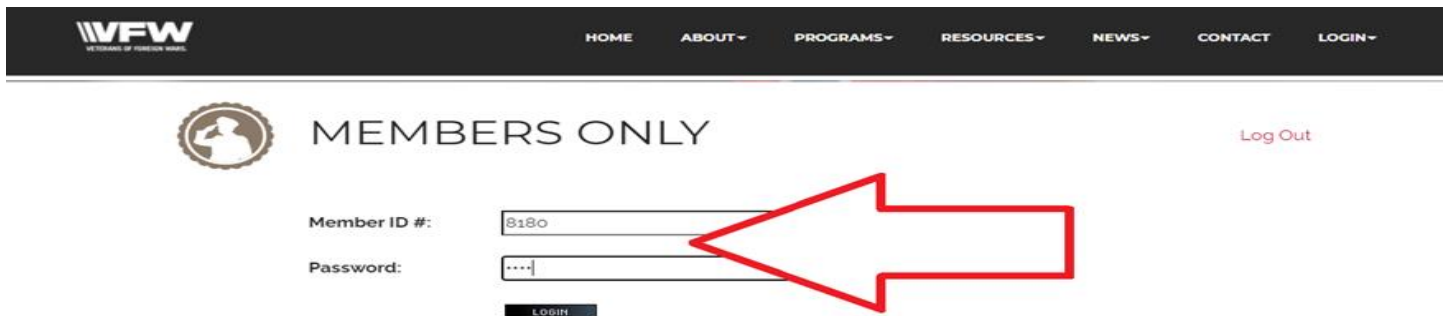 VFW
VETERANS OF FOREIGN WARS.
HOME ABOUT PROGRAMS RESOURCES NEWS CONTACT LOGIN
MEMBERS ONLY
Log Out
Member ID #: 8180
Password: ····
LOGIN